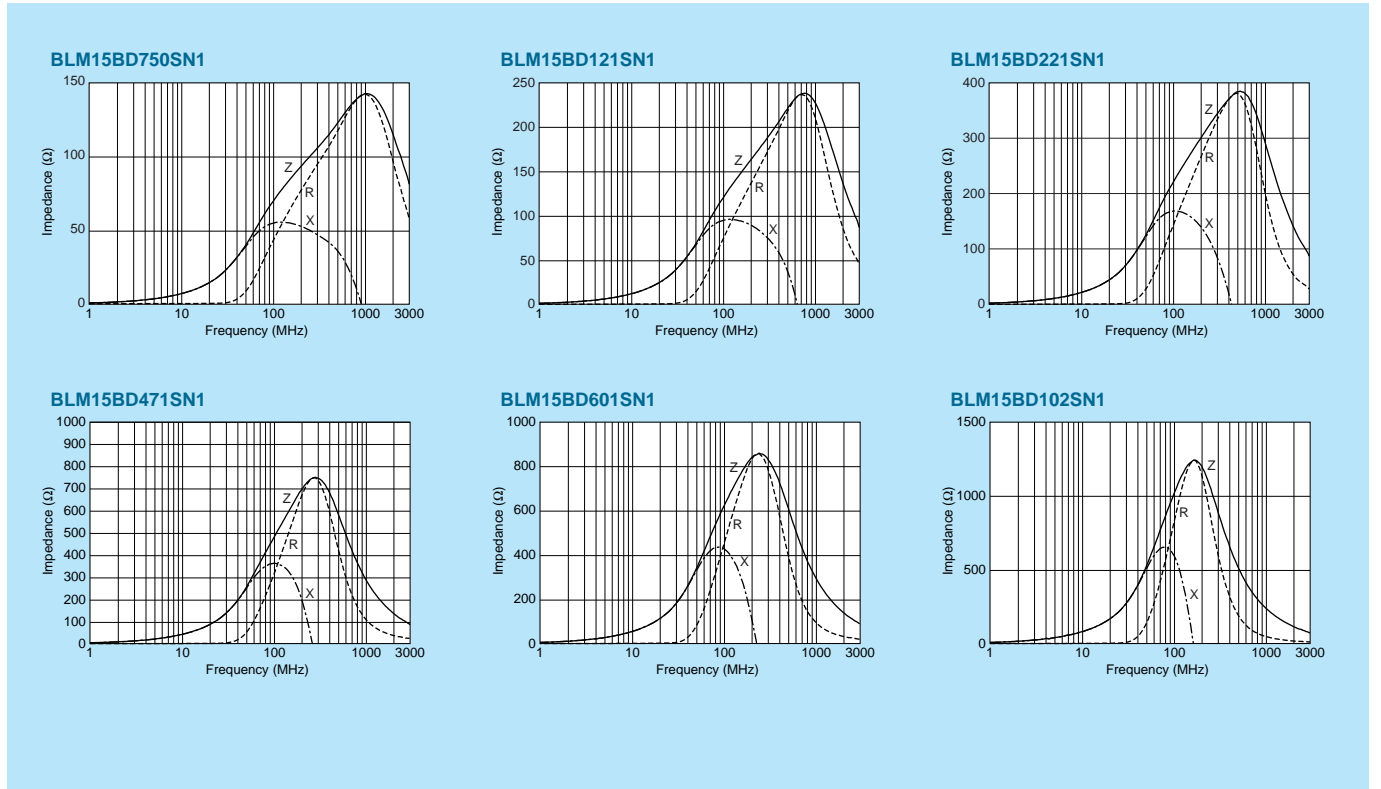 BLM15BD750SN1
150
100
50
0
Impedance (Ω)
Z
R
X
1 10 100 1000 3000
Frequency (MHz)
BLM15BD121SN1
250
200
150
100
50
0
Impedance (Ω)
Z
R
X
1 10 100 1000 3000
Frequency (MHz)
BLM15BD221SN1
400
300
200
100
0
Impedance (Ω)
Z
R
X
1 10 100 1000 3000
Frequency (MHz)
BLM15BD471SN1
1000
900
800
700
600
500
400
300
200
100
0
Impedance (Ω)
Z
R
X
1 10 100 1000 3000
Frequency (MHz)
BLM15BD601SN1
1000
800
600
400
200
0
Impedance (Ω)
Z
R
X
1 10 100 1000 3000
Frequency (MHz)
BLM15BD102SN1
1500
1000
500
0
Impedance (Ω)
Z
R
X
1 10 100 1000 3000
Frequency (MHz)